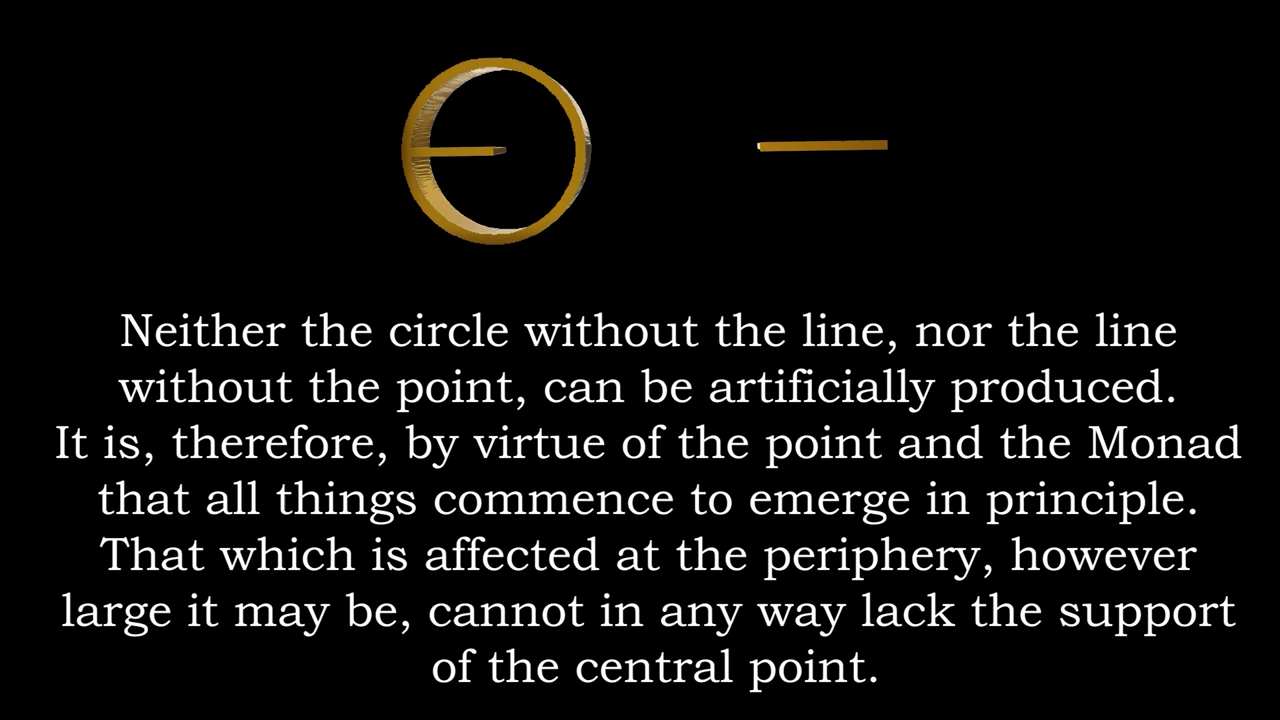 Neither the circle without the line, nor the line
without the point, can be artificially produced.
It is, therefore, by virtue of the point and the Monad
that all things commence to emerge in principle.
That which is affected at the periphery, however
large it may be, cannot in any way lack the support
of the central point.